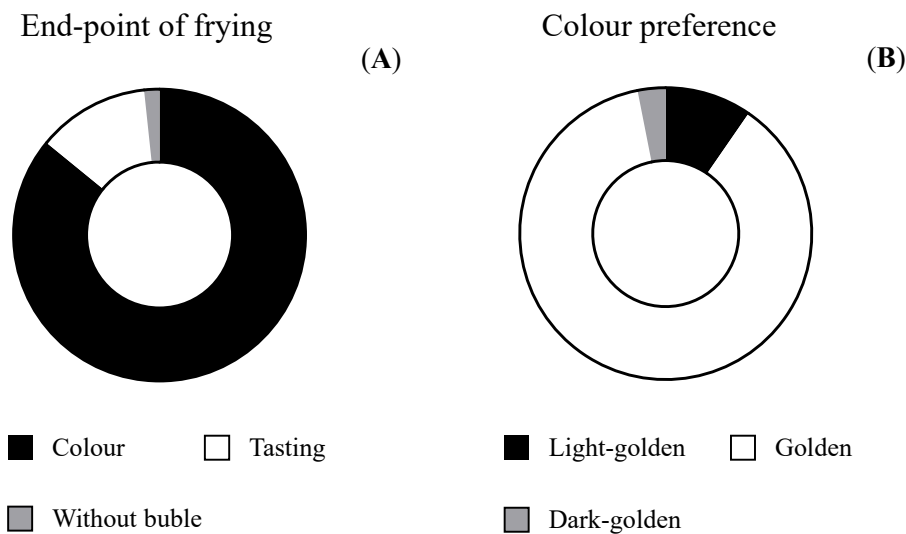 End-point of frying
(A)
Colour
Tasting
Without buble
Colour preference
(B)
Light-golden
Golden
Dark-golden